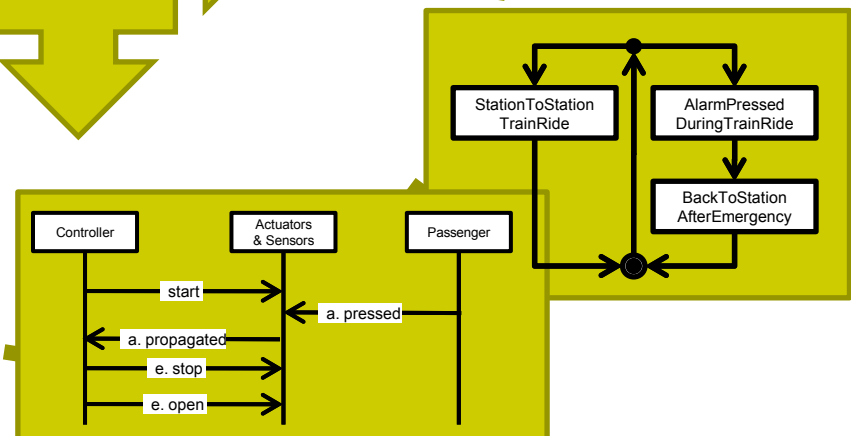 StationToStation
TrainRide
AlarmPressed
DuringTrainRide
BackToStation
AfterEmergency
Controller
Actuators
& Sensors
Passenger
start
a. pressed
a. propagated
e. stop
e. open